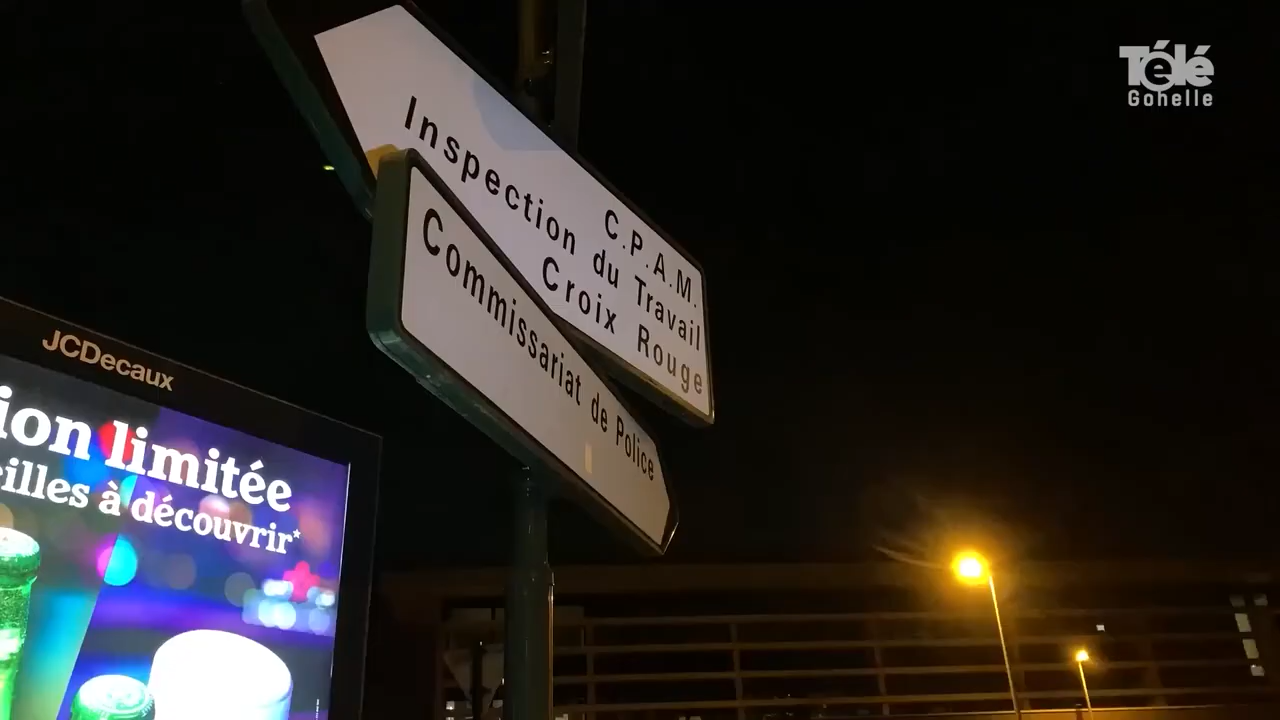 Télé
Gohelle
C.P.A.M.
Inspection du Travail
Croix Rouge
Commissariat de Police
JCDecaux
ion limitée
eilles à découvrir*